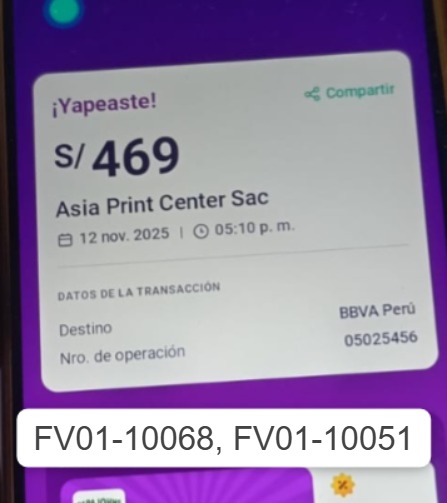 ¡Yapeaste!
Compartir
S/ 469
Asia Print Center Sac
12 nov. 2025 | 05:10 p. m.
DATOS DE LA TRANSACCIÓN
Destino BBVA Perú
Nro. de operación 05025456
FV01-10068, FV01-10051